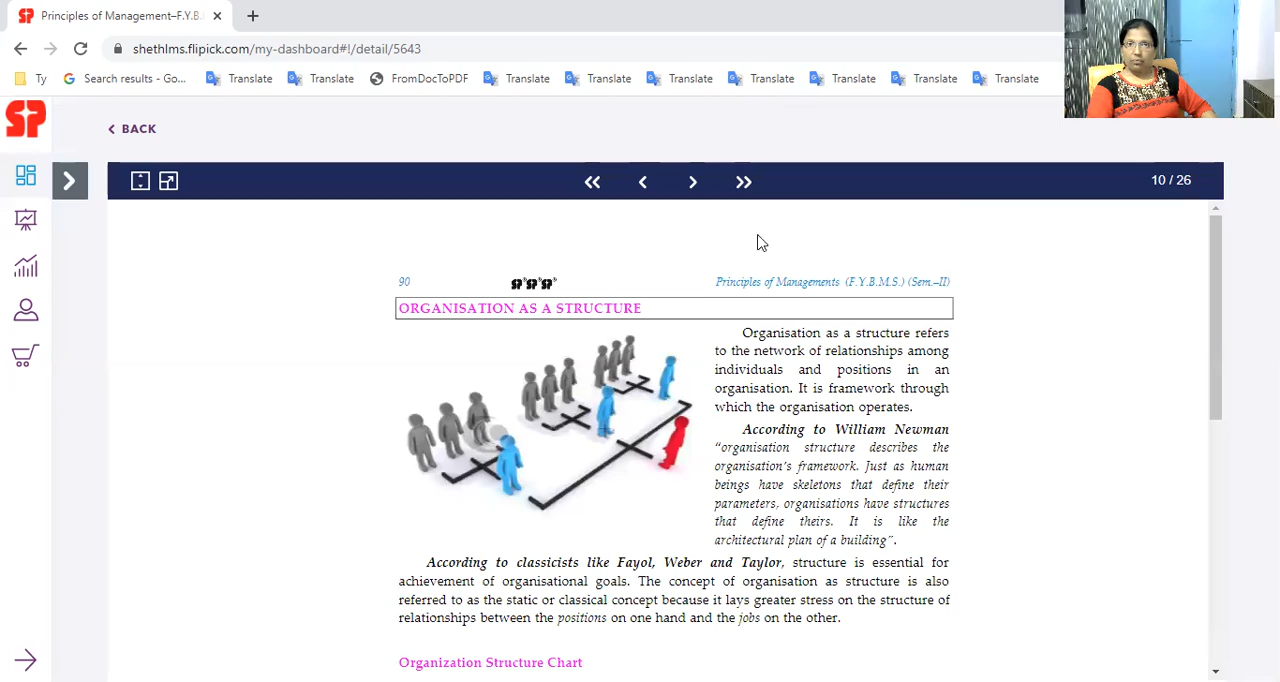 Principles of Management–F.Y.B.
shethlms.flipick.com/my-dashboard#!/detail/5643
Ty Search results - Go... Translate Translate FromDocToPDF Translate Translate Translate Translate Translate Translate Translate
SP
BACK
10 / 26
90 Principles of Managements (F.Y.B.M.S.) (Sem.–II)
ORGANISATION AS A STRUCTURE
Organisation as a structure refers
to the network of relationships among
individuals and positions in an
organisation. It is framework through
which the organisation operates.
According to William Newman
“organisation structure describes the
organisation's framework. Just as human
beings have skeletons that define their
parameters, organisations have structures
that define theirs. It is like the
architectural plan of a building”.
According to classicists like Fayol, Weber and Taylor, structure is essential for
achievement of organisational goals. The concept of organisation as structure is also
referred to as the static or classical concept because it lays greater stress on the structure of
relationships between the positions on one hand and the jobs on the other.
Organization Structure Chart